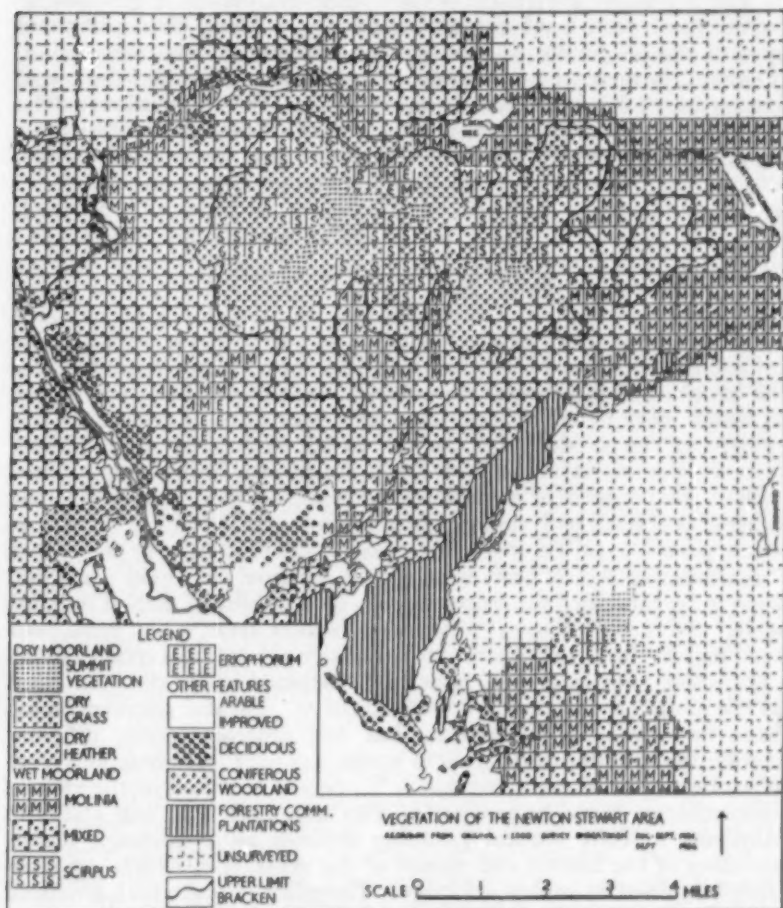 LEGEND
DRY MOORLAND
SUMMIT
VEGETATION
DRY
GRASS
DRY
HEATHER
WET MOORLAND
MOLINIA
MIXED
SCIRPUS
ERIOPHORUM
OTHER FEATURES
ARABLE
IMPROVED
DECIDUOUS
CONIFEROUS
WOODLAND
FORESTRY COMM.
PLANTATIONS
UNSURVEYED
UPPER LIMIT
BRACKEN
VEGETATION OF THE NEWTON STEWART AREA
SCALE 0 1 2 3 4 MILES